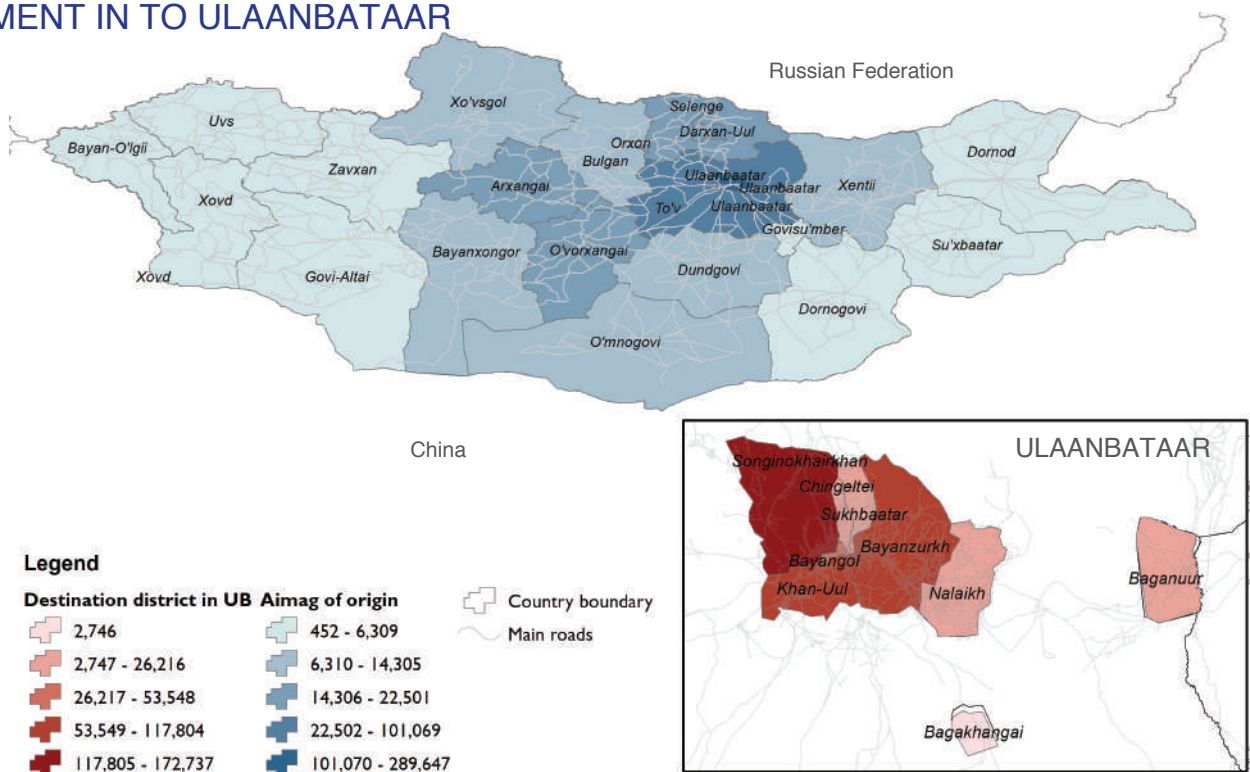 MENT IN TO ULAANBATAAR
Russian Federation
Xo'vsgol
Selenge
Uvs
Darxan-Uul
Bayan-O'lgii
Orxon
Dornod
Bulgan
Zavxan
Ulaanbaatar
Arxangai
Ulaanbaatar
Xentii
Xovd
To'v
Ulaanbaatar
Govisu'mber
Su'xbaatar
Bayanxongor
O'vorxangai
Dundgovi
Xovd
Govi-Altai
Dornogovi
O'mnogovi
China
ULAANBATAAR
Songinokhairkhan
Chingeltei
Sukhbaatar
Bayanzurkh
Bayangol
Khan-Uul
Nalaikh
Baganuur
Bagakhangai
Legend
Destination district in UB
2,746
2,747 - 26,216
26,217 - 53,548
53,549 - 117,804
117,805 - 172,737
Aimag of origin
452 - 6,309
6,310 - 14,305
14,306 - 22,501
22,502 - 101,069
101,070 - 289,647
Country boundary
Main roads